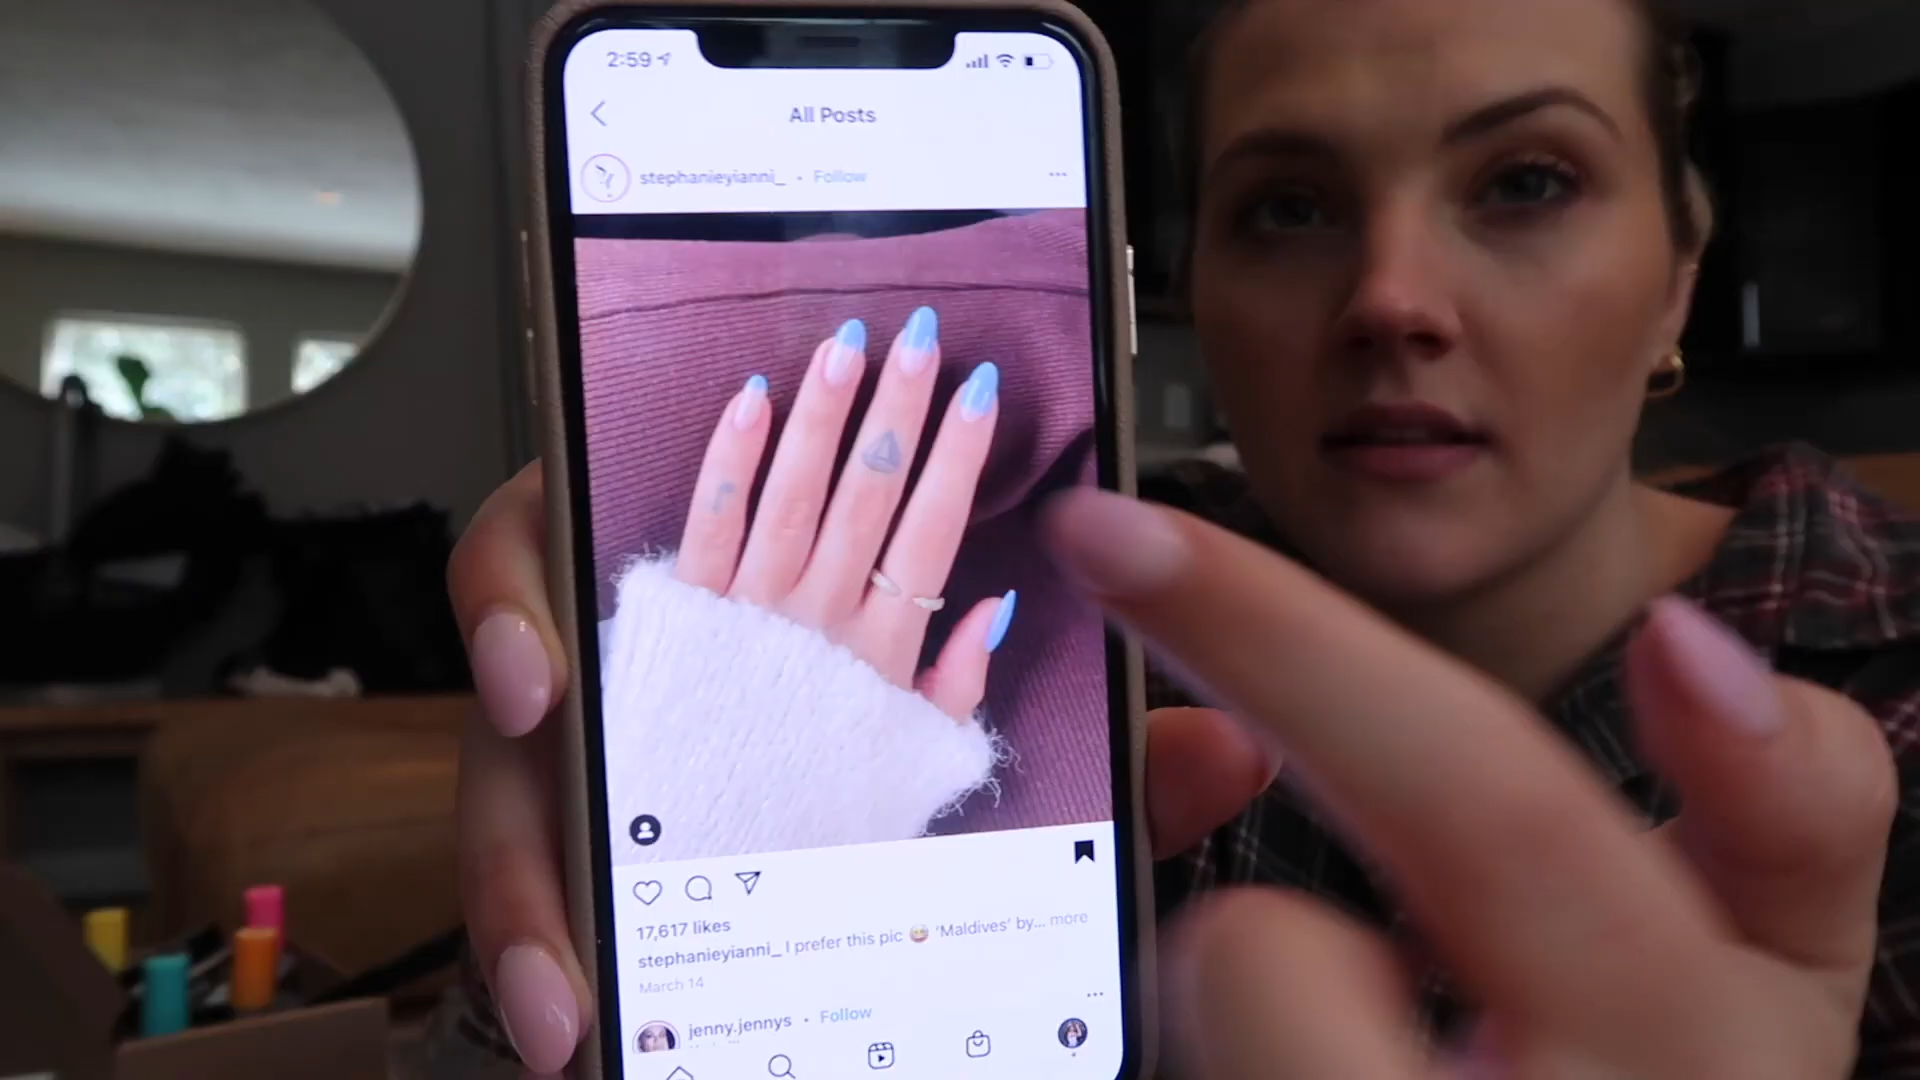 2:59
All Posts
stephanieyianni_ • Follow
17,617 likes
stephanieyianni_ I prefer this pic 😄 ‘Maldives’ by... more
March 14
jenny.jennys • Follow